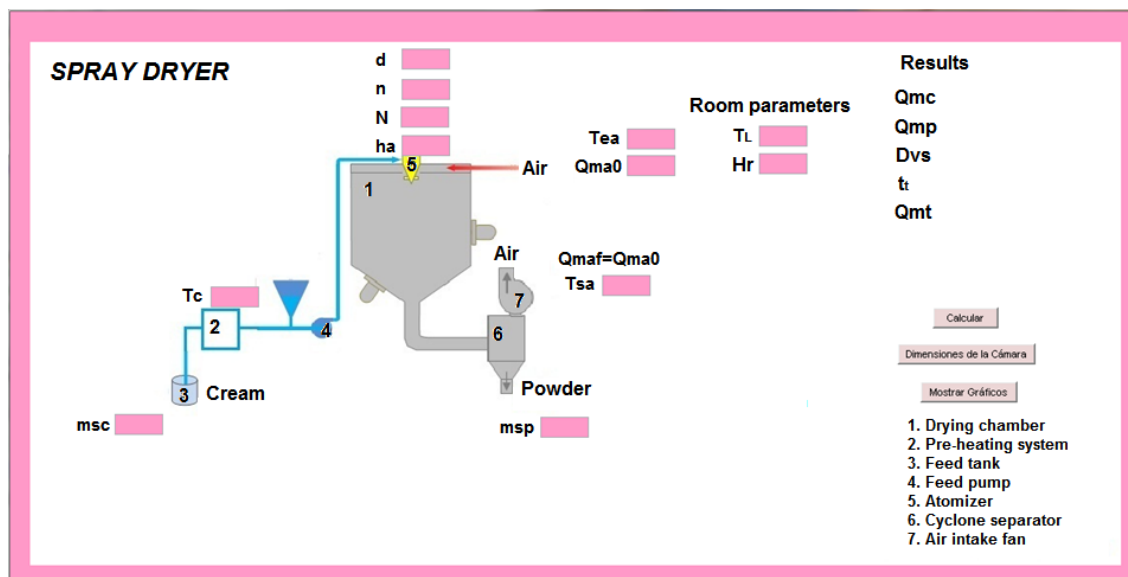 SPRAY DRYER
d
n
N
ha
5
1
Air
Tea
Qma0
Room parameters
TL
Hr
Results
Qmc
Qmp
Dvs
tt
Qmt
Air
Qmaf=Qma0
Tsa
7
6
Tc
2
4
3
Cream
msc
Powder
msp
Calcular
Dimensiones de la Cámara
Mostrar Gráficos
1. Drying chamber
2. Pre-heating system
3. Feed tank
4. Feed pump
5. Atomizer
6. Cyclone separator
7. Air intake fan